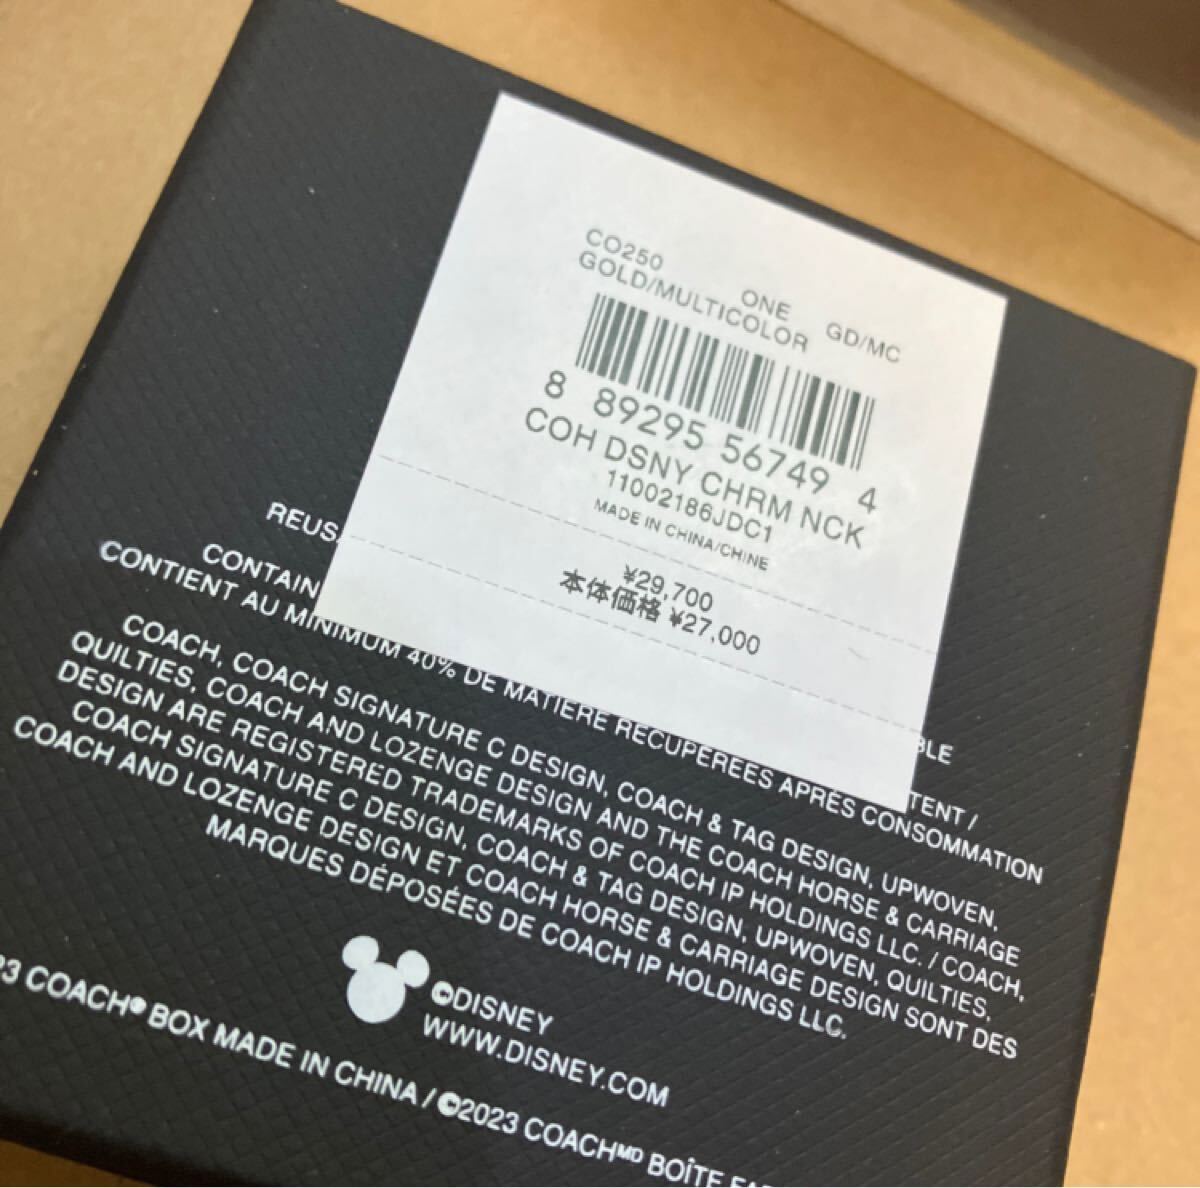 CO250
ONE GD/MC
GOLD/MULTICOLOR
8 89295 56749 4
COH DSNY CHRM NCK
11002186JDC1
MADE IN CHINA/CHINE
¥29,700
本体価格 ¥27,000
CONTAIN
TENT /
CONTIENT AU MINIMUM 40% DE MATIÈRE RÉCUPÉRÉES APRÈS CONSOMMATION
COACH, COACH SIGNATURE C DESIGN, COACH & TAG DESIGN, UPWOVEN,
QUILTIES, COACH AND LOZENGE DESIGN AND THE COACH HORSE & CARRIAGE
DESIGN ARE REGISTERED TRADEMARKS OF COACH IP HOLDINGS LLC. / COACH,
COACH SIGNATURE C DESIGN, COACH & TAG DESIGN, UPWOVEN, QUILTIES,
COACH AND LOZENGE DESIGN ET COACH HORSE & CARRIAGE DESIGN SONT DES
MARQUES DÉPOSÉES DE COACH IP HOLDINGS LLC.
©DISNEY
WWW.DISNEY.COM
23 COACH® BOX MADE IN CHINA / ©2023 COACHᴹᴰ BOÎTE